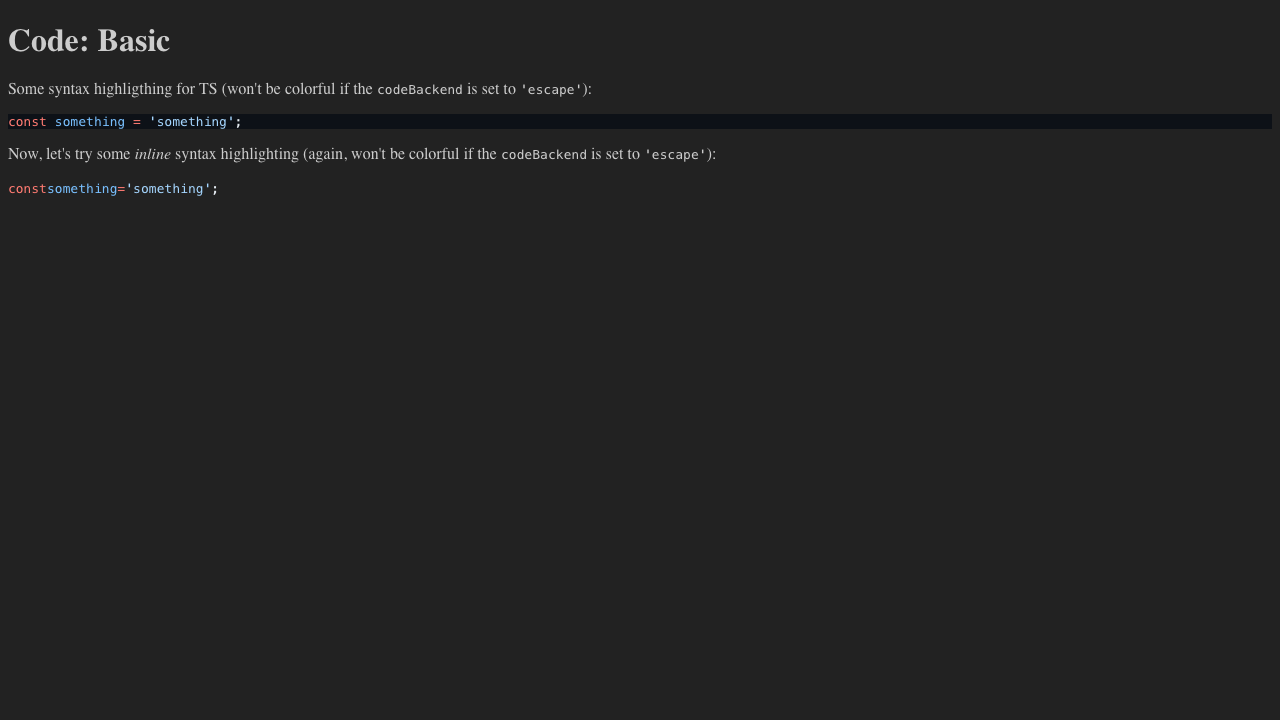 Code: Basic
Some syntax highligthing for TS (won't be colorful if the codeBackend is set to 'escape'):
const something = 'something';
Now, let's try some inline syntax highlighting (again, won't be colorful if the codeBackend is set to 'escape'):
constsomething='something';